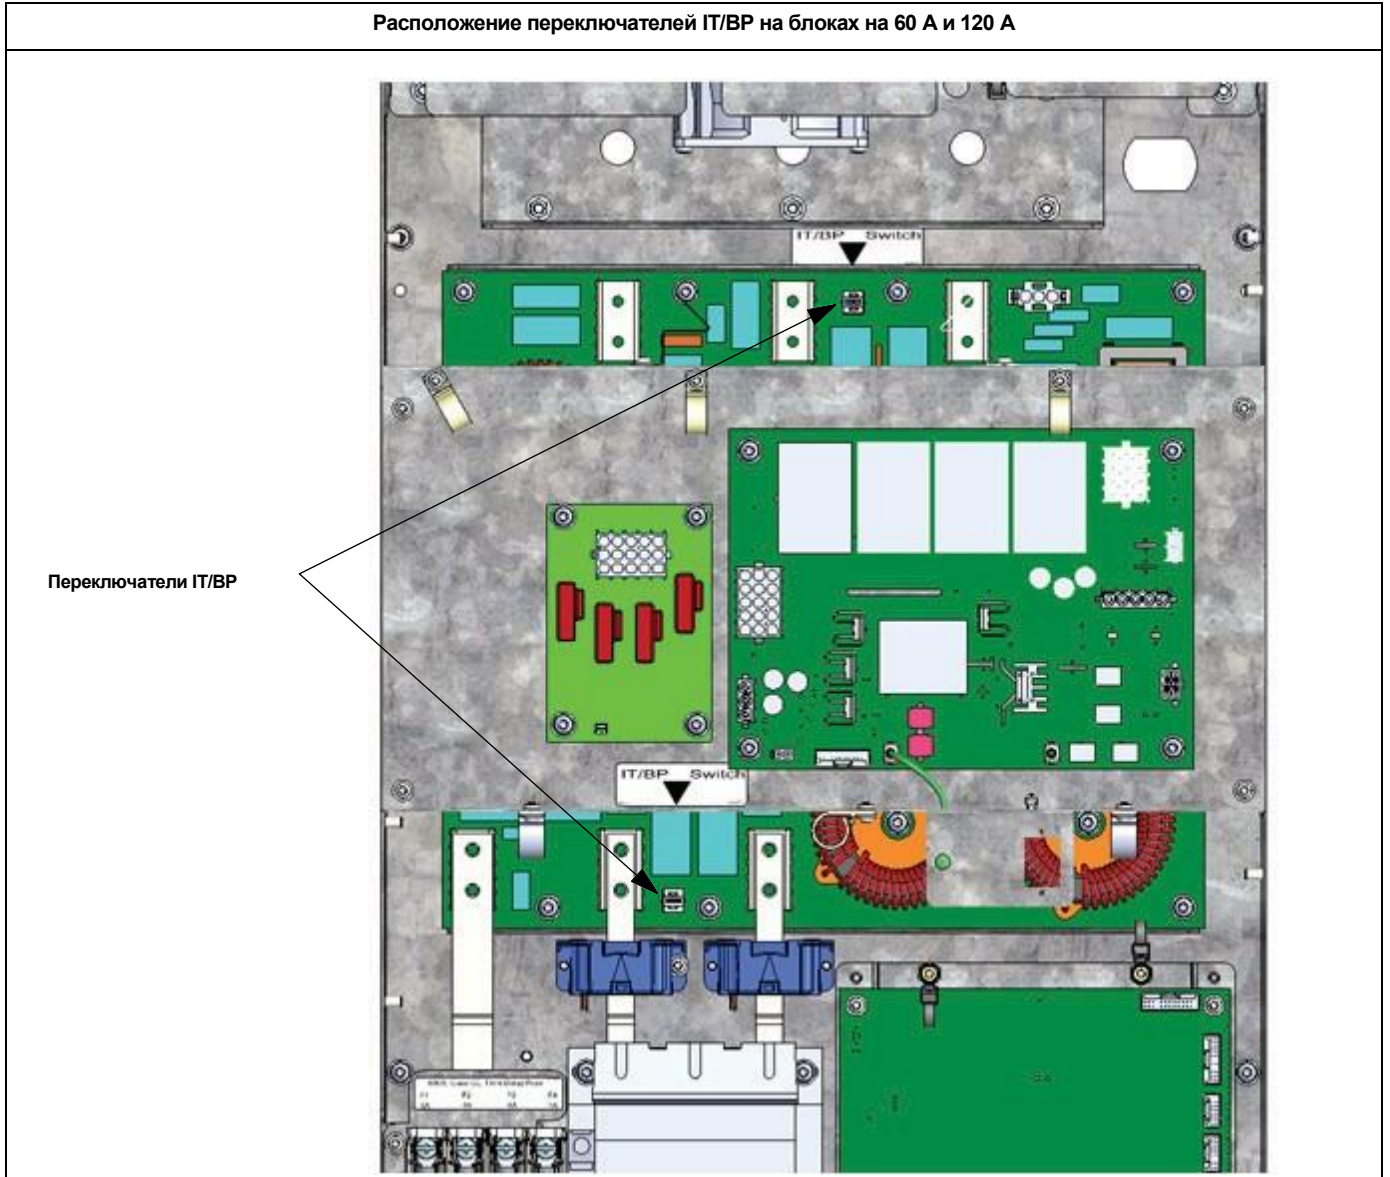 Расположение переключателей IT/BP на блоках на 60 А и 120 А
IT/BP Switch
Переключатели IT/BP
IT/BP Switch